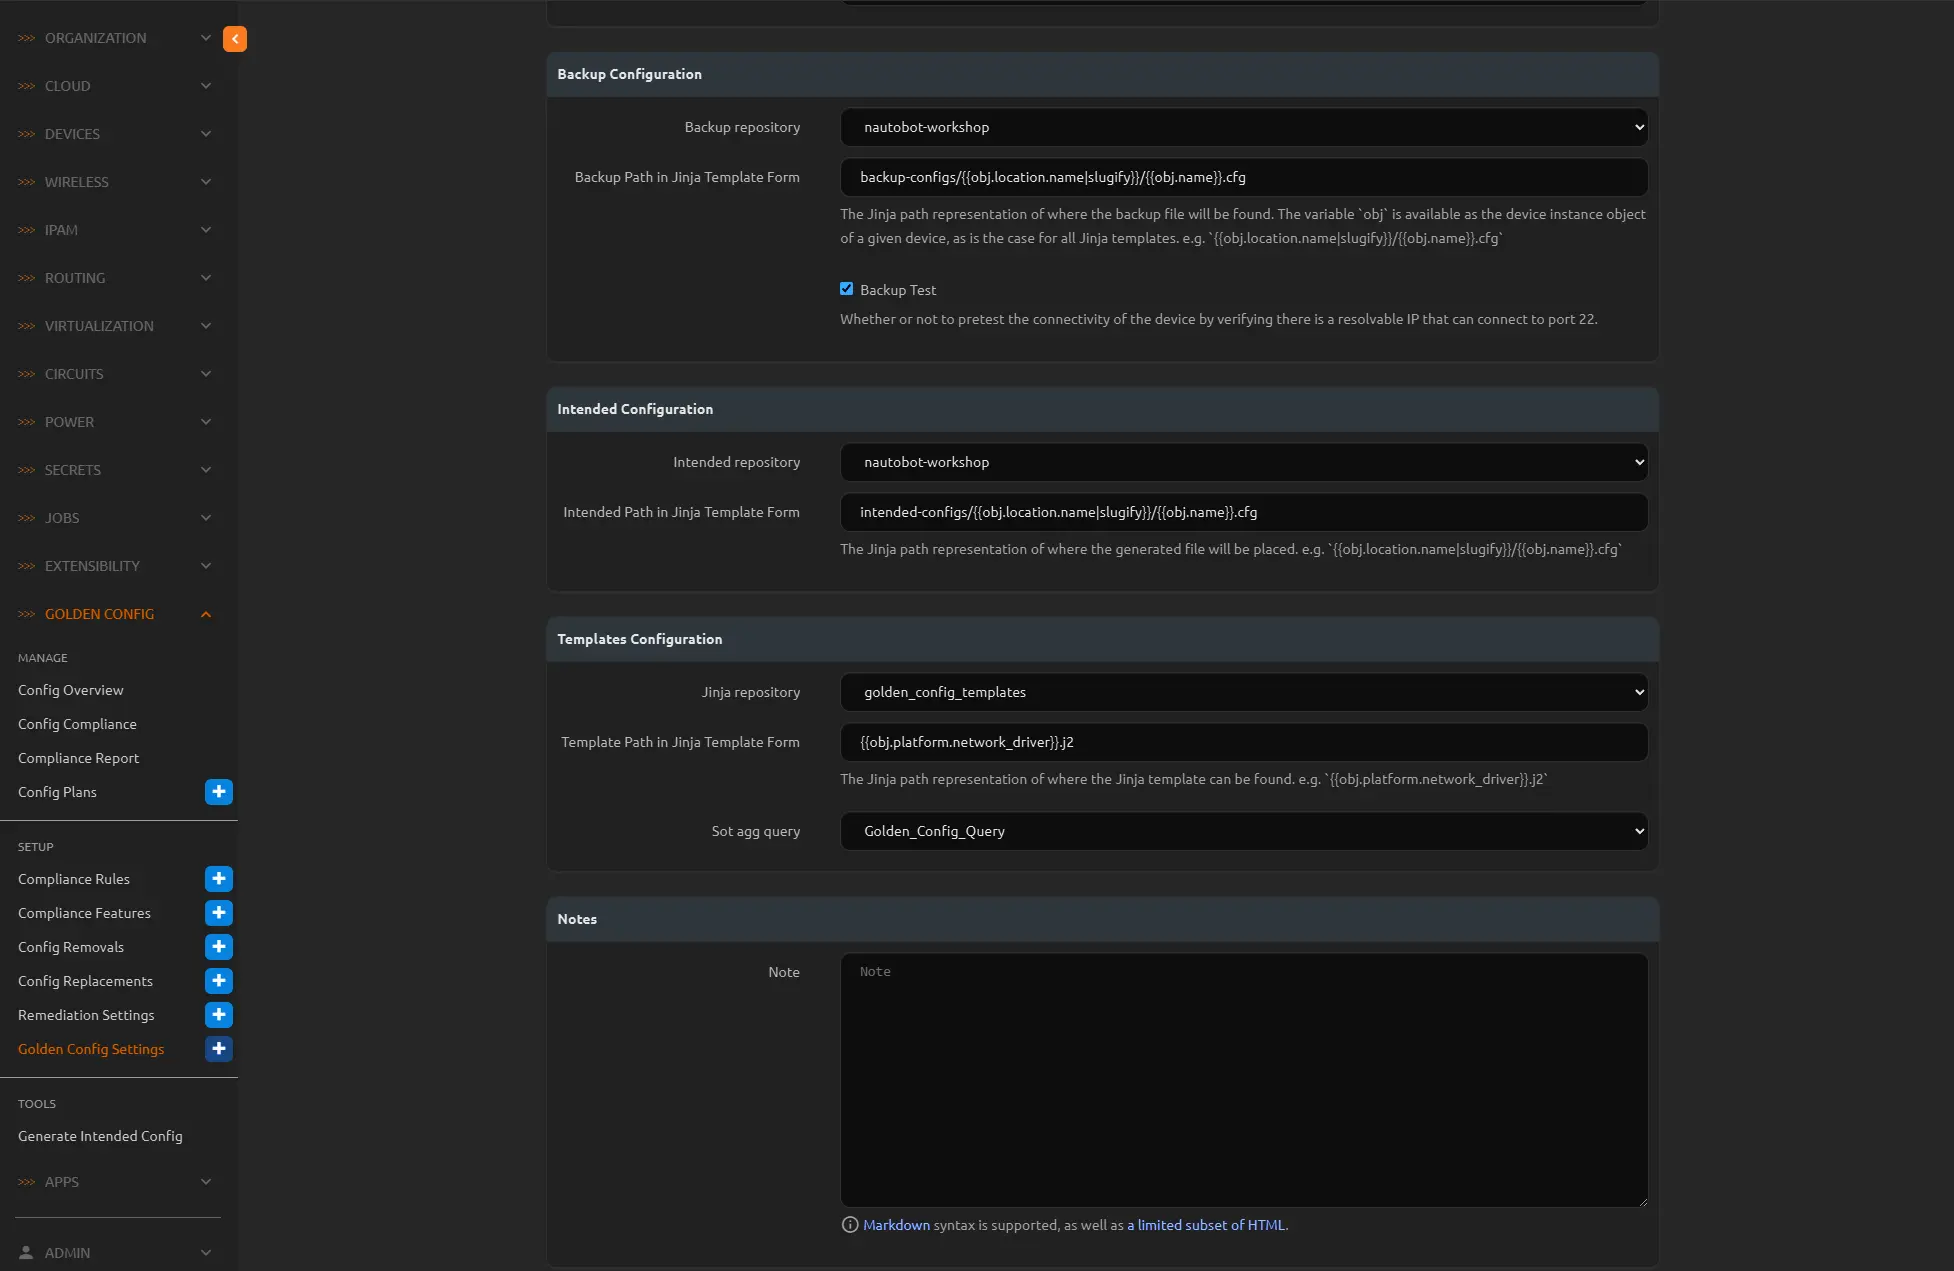 >>> ORGANIZATION
>>> CLOUD
>>> DEVICES
>>> WIRELESS
>>> IPAM
>>> ROUTING
>>> VIRTUALIZATION
>>> CIRCUITS
>>> POWER
>>> SECRETS
>>> JOBS
>>> EXTENSIBILITY
>>> GOLDEN CONFIG
MANAGE
Config Overview
Config Compliance
Compliance Report
Config Plans
SETUP
Compliance Rules
Compliance Features
Config Removals
Config Replacements
Remediation Settings
Golden Config Settings
TOOLS
Generate Intended Config
>>> APPS
ADMIN
Backup Configuration
Backup repository
nautobot-workshop
Backup Path in Jinja Template Form
backup-configs/{{obj.location.name|slugify}}/{{obj.name}}.cfg
The Jinja path representation of where the backup file will be found. The variable `obj` is available as the device instance object
of a given device, as is the case for all Jinja templates. e.g. `{{obj.location.name|slugify}}/{{obj.name}}.cfg`
Backup Test
Whether or not to pretest the connectivity of the device by verifying there is a resolvable IP that can connect to port 22.
Intended Configuration
Intended repository
nautobot-workshop
Intended Path in Jinja Template Form
intended-configs/{{obj.location.name|slugify}}/{{obj.name}}.cfg
The Jinja path representation of where the generated file will be placed. e.g. `{{obj.location.name|slugify}}/{{obj.name}}.cfg`
Templates Configuration
Jinja repository
golden_config_templates
Template Path in Jinja Template Form
{{obj.platform.network_driver}}.j2
The Jinja path representation of where the Jinja template can be found. e.g. `{{obj.platform.network_driver}}.j2`
Sot agg query
Golden_Config_Query
Notes
Note
Note
Markdown syntax is supported, as well as a limited subset of HTML.